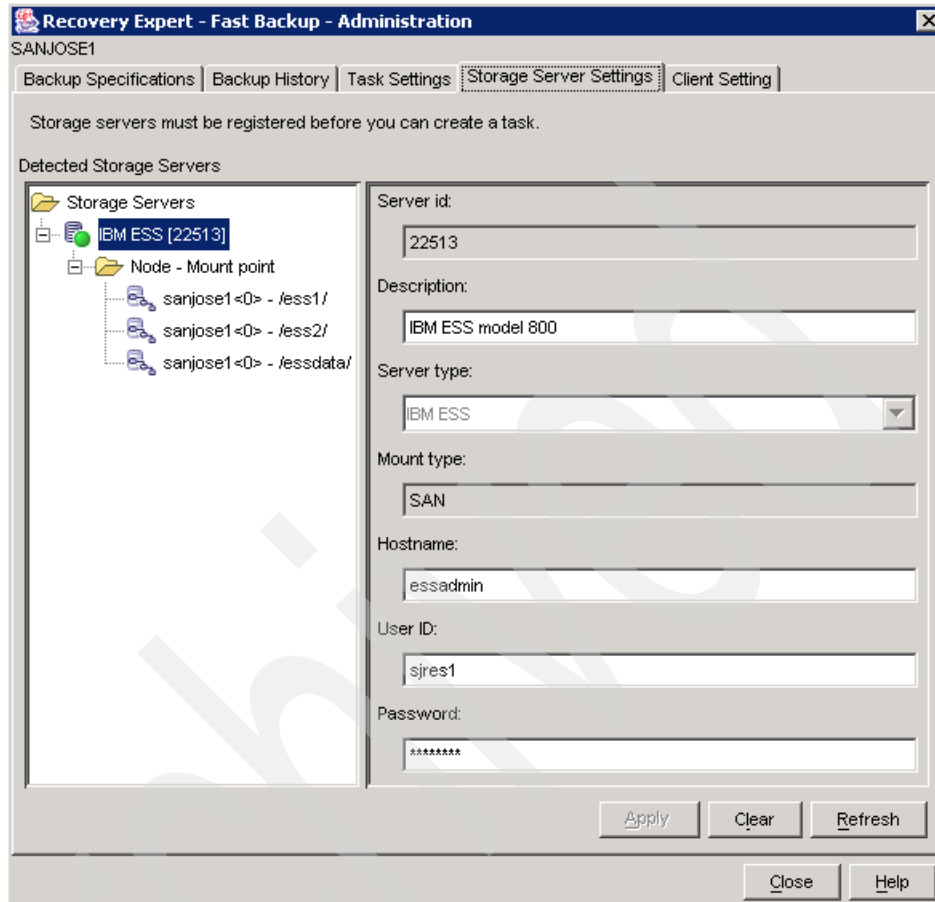 Recovery Expert - Fast Backup - Administration
SANJOSE1
Backup Specifications Backup History Task Settings Storage Server Settings Client Setting
Storage servers must be registered before you can create a task.
Detected Storage Servers
Storage Servers
IBM ESS [22513]
Node - Mount point
sanjose1<0> - /ess1/
sanjose1<0> - /ess2/
sanjose1<0> - /essdata/
Server id:
22513
Description:
IBM ESS model 800
Server type:
IBM ESS
Mount type:
SAN
Hostname:
essadmin
User ID:
sjres1
Password:
********
Apply Clear Refresh
Close Help